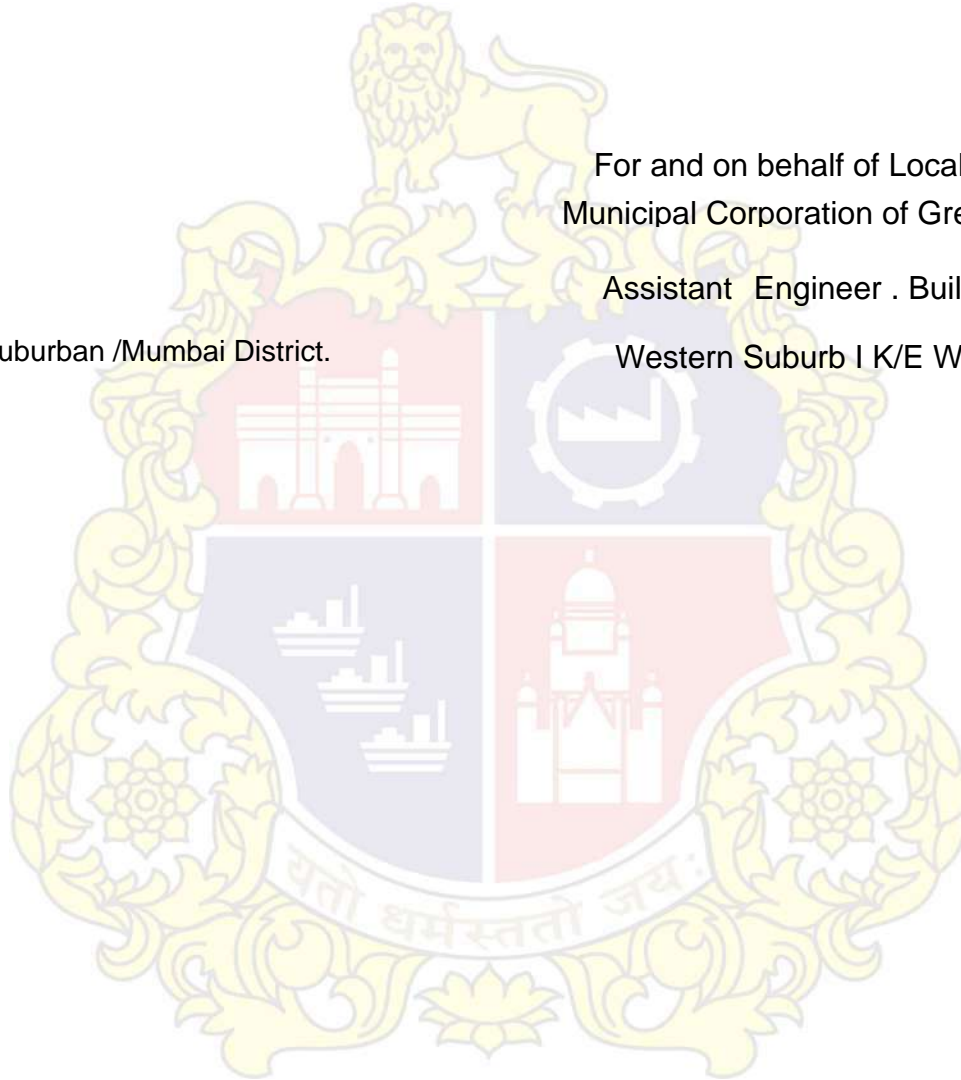 For and on behalf of Local
Municipal Corporation of Gre
Assistant Engineer . Buil
uburban /Mumbai District.
Western Suburb I K/E W
यतो धर्मस्ततो जय: